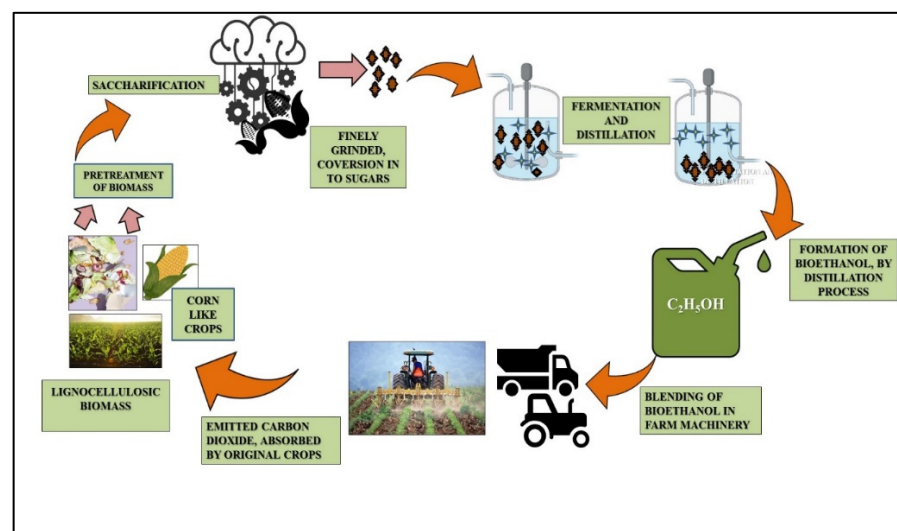 SACCHARIFICATION
FINELY
GRINDED,
COVERSION IN
TO SUGARS
FERMENTATION
AND
DISTILLATION
PRETREATMENT
OF BIOMASS
FORMATION OF
BIOETHANOL, BY
DISTILLATION
PROCESS
C₂H₅OH
CORN
LIKE
CROPS
LIGNOCELLULOSIC
BIOMASS
EMITTED CARBON
DIOXIDE, ABSORBED
BY ORIGINAL CROPS
BLENDING OF
BIOETHANOL IN
FARM MACHINERY